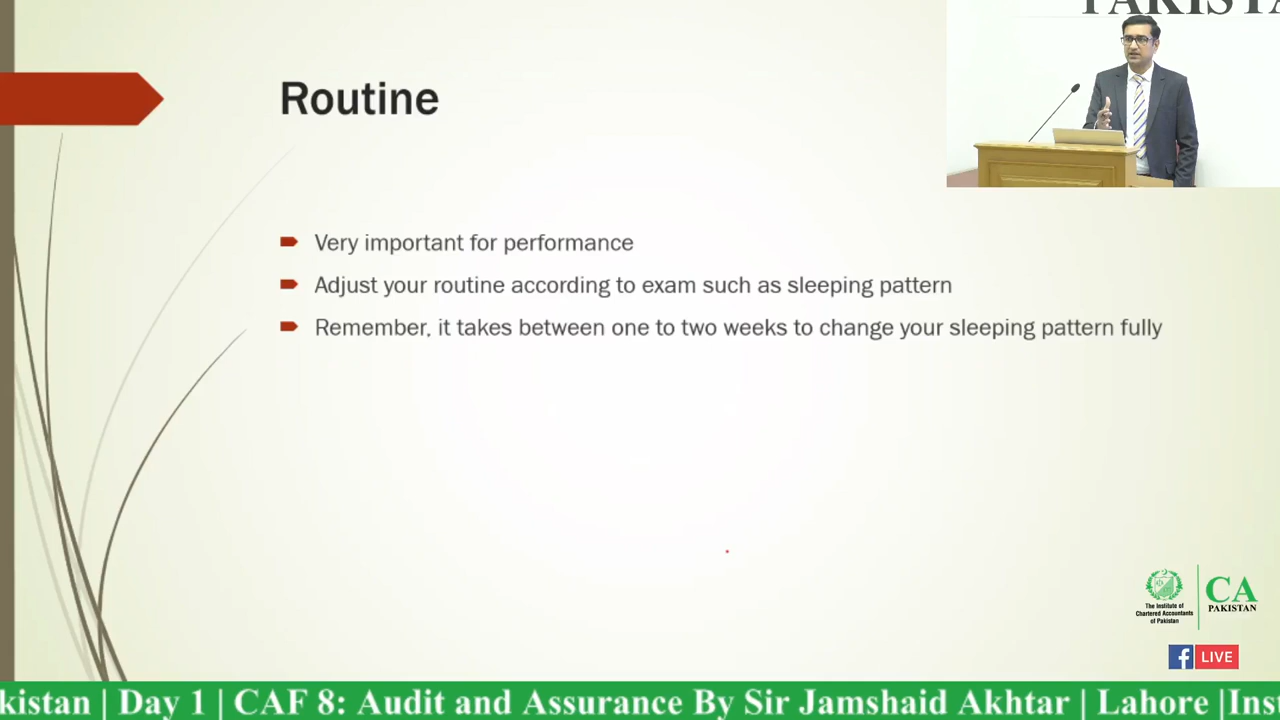 PAKISTA
Routine
Very important for performance
Adjust your routine according to exam such as sleeping pattern
Remember, it takes between one to two weeks to change your sleeping pattern fully
The Institute of
Chartered Accountants
of Pakistan
CA
PAKISTAN
LIVE
kistan | Day 1 | CAF 8: Audit and Assurance By Sir Jamshaid Akhtar | Lahore |Inst